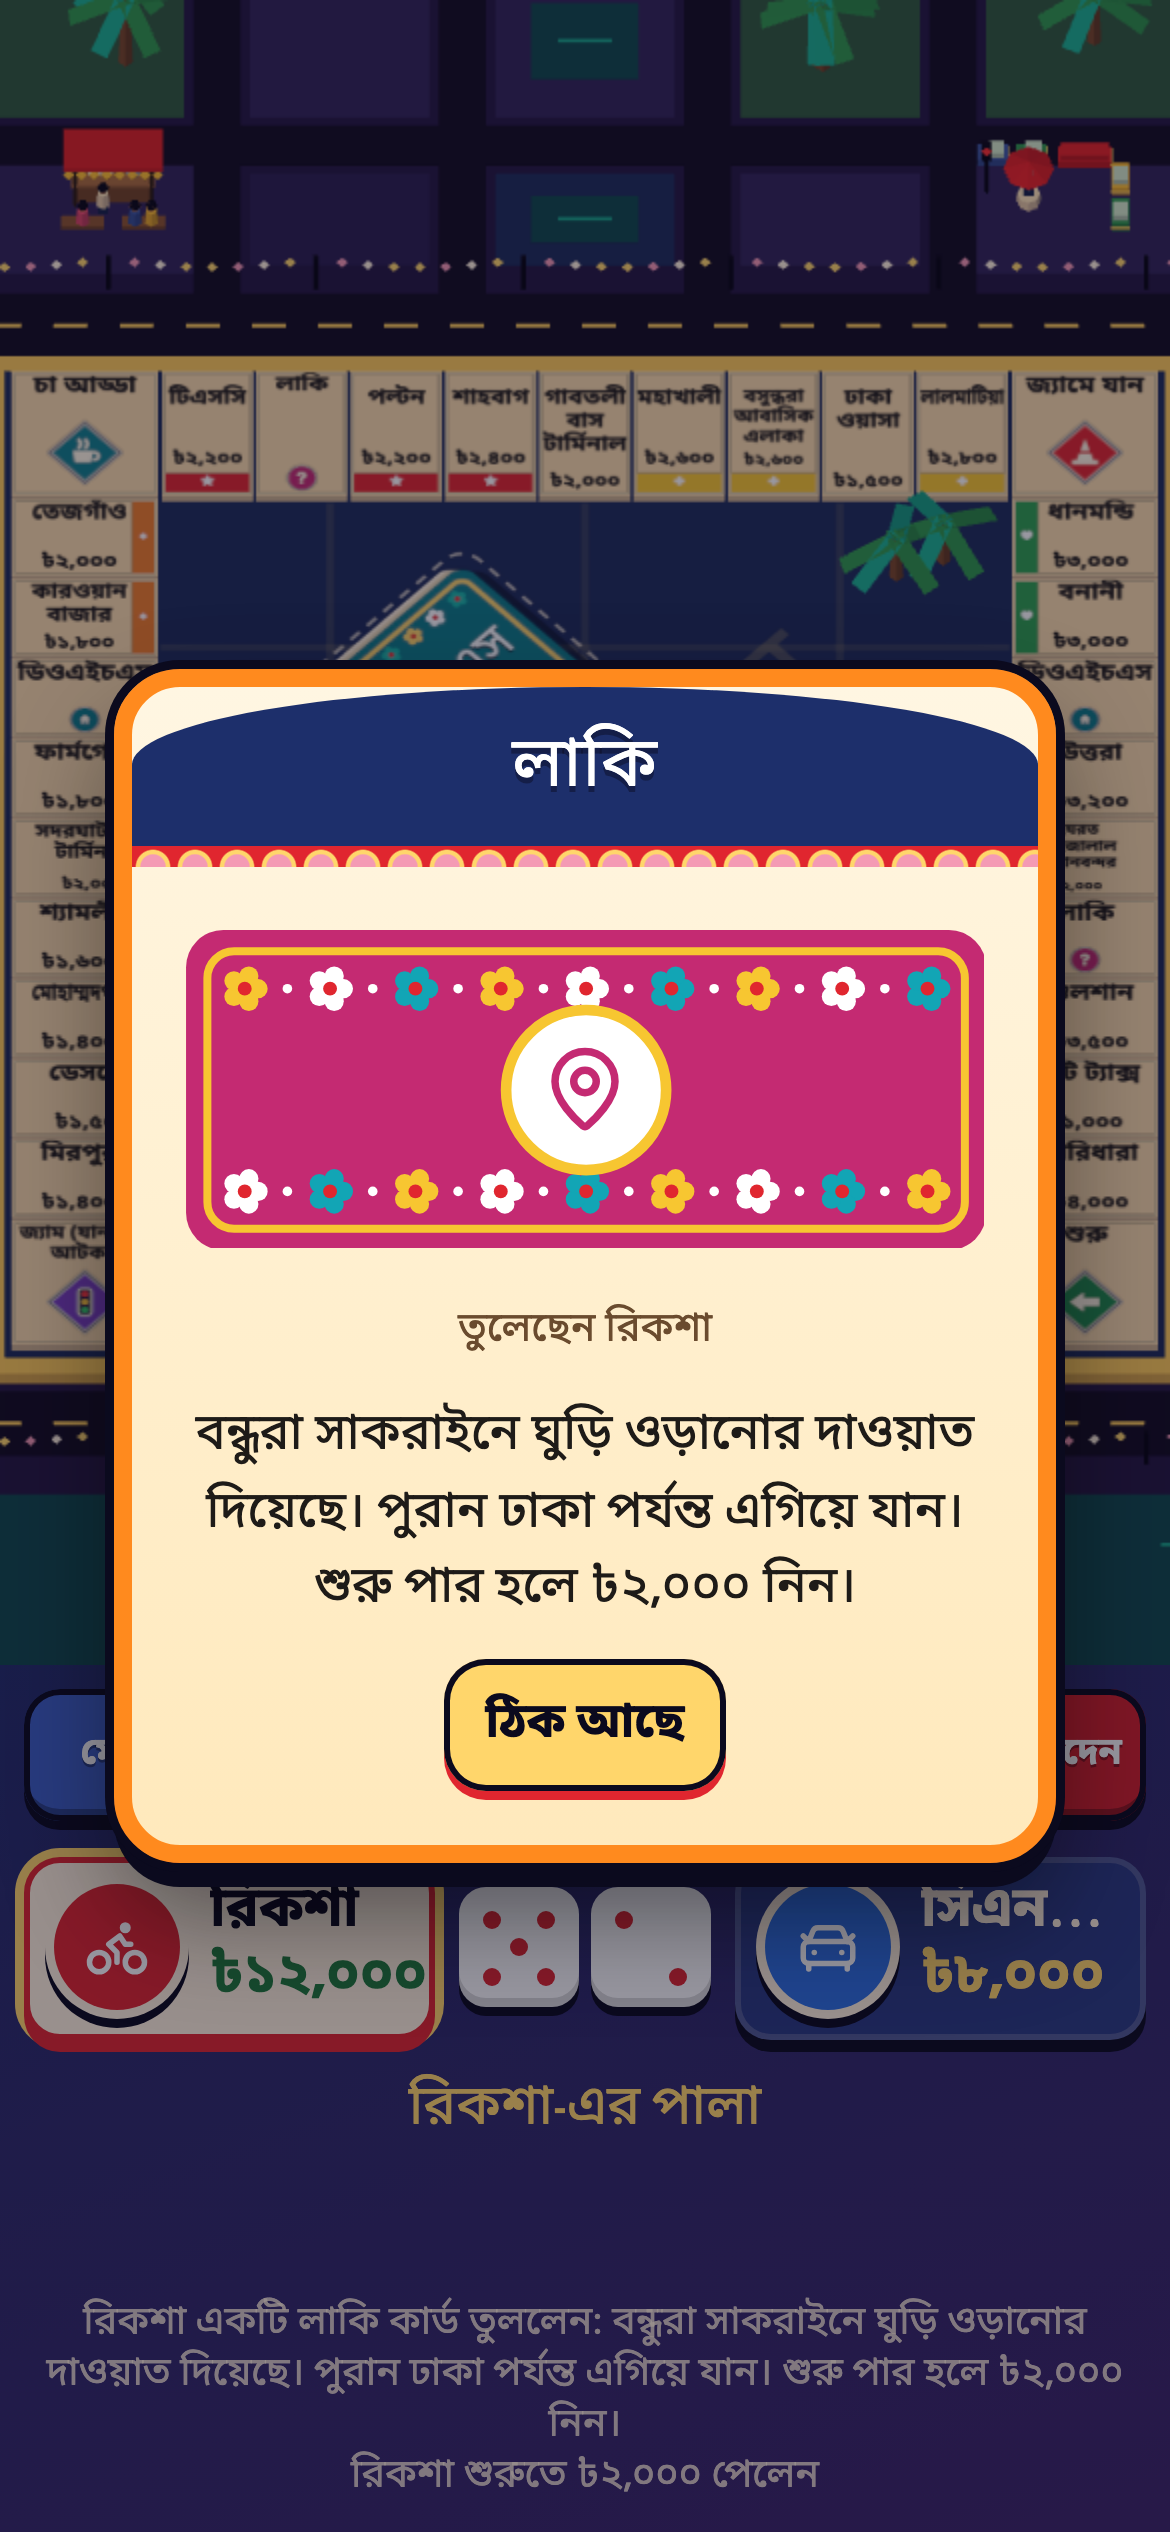 চা আড্ডা
টিএসসি
৳২,২০০
লাকি
পল্টন
৳২,২০০
শাহবাগ
৳২,৪০০
গাবতলী
বাস
টার্মিনাল
৳২,০০০
মহাখালী
৳২,৬০০
বসুন্ধরা
আবাসিক
এলাকা
৳২,৬০০
ঢাকা
ওয়াসা
৳১,৫০০
লালমাটিয়া
৳২,৮০০
জ্যামে যান
তেজগাঁও
৳২,০০০
ধানমন্ডি
৳৩,০০০
কারওয়ান
বাজার
৳১,৮০০
বনানী
৳৩,০০০
ভিওএইচএস
লাকি
তুলেছেন রিকশা
বন্ধুরা সাকরাইনে ঘুড়ি ওড়ানোর দাওয়াত
দিয়েছে। পুরান ঢাকা পর্যন্ত এগিয়ে যান।
শুরু পার হলে ৳২,০০০ নিন।
ঠিক আছে
শুরু
রিকশা
৳১২,০০০
সিএন...
৳৮,০০০
রিকশা-এর পালা
রিকশা একটি লাকি কার্ড তুললেন: বন্ধুরা সাকরাইনে ঘুড়ি ওড়ানোর
দাওয়াত দিয়েছে। পুরান ঢাকা পর্যন্ত এগিয়ে যান। শুরু পার হলে ৳২,০০০
নিন।
রিকশা শুরুতে ৳২,০০০ পেলেন